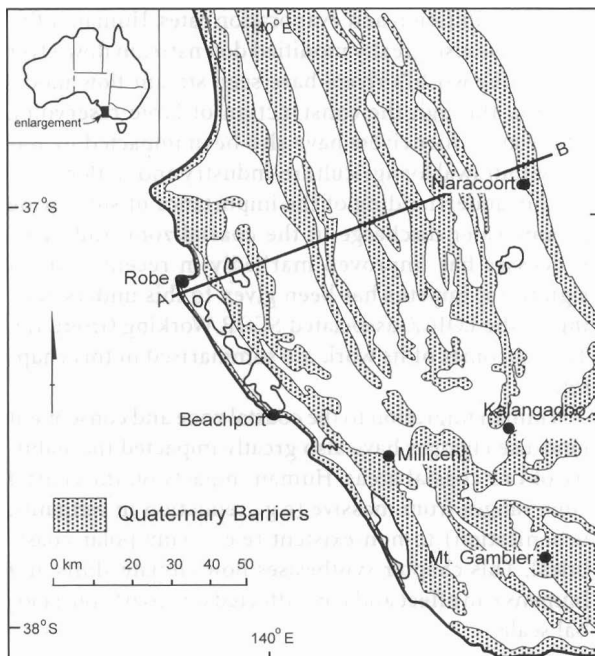 140°E
enlargement
B
Naracoort
37°S
Robe
A
Beachport
Kalangadoo
Millicent
Quaternary Barriers
0 km 10 20 30 40 50
Mt. Gambier
38°S
140°E